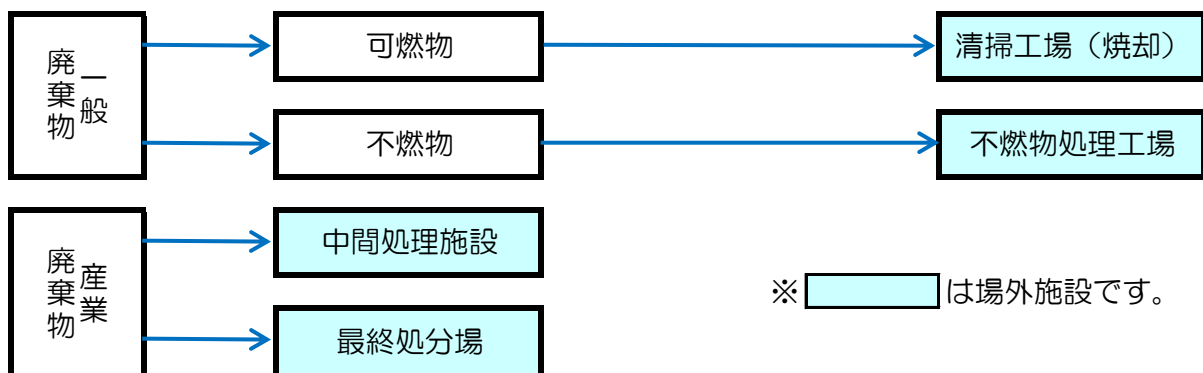 一般
廃棄物
可燃物
清掃工場（焼却）
不燃物
不燃物処理工場
産業
廃棄物
中間処理施設
最終処分場
※　は場外施設です。